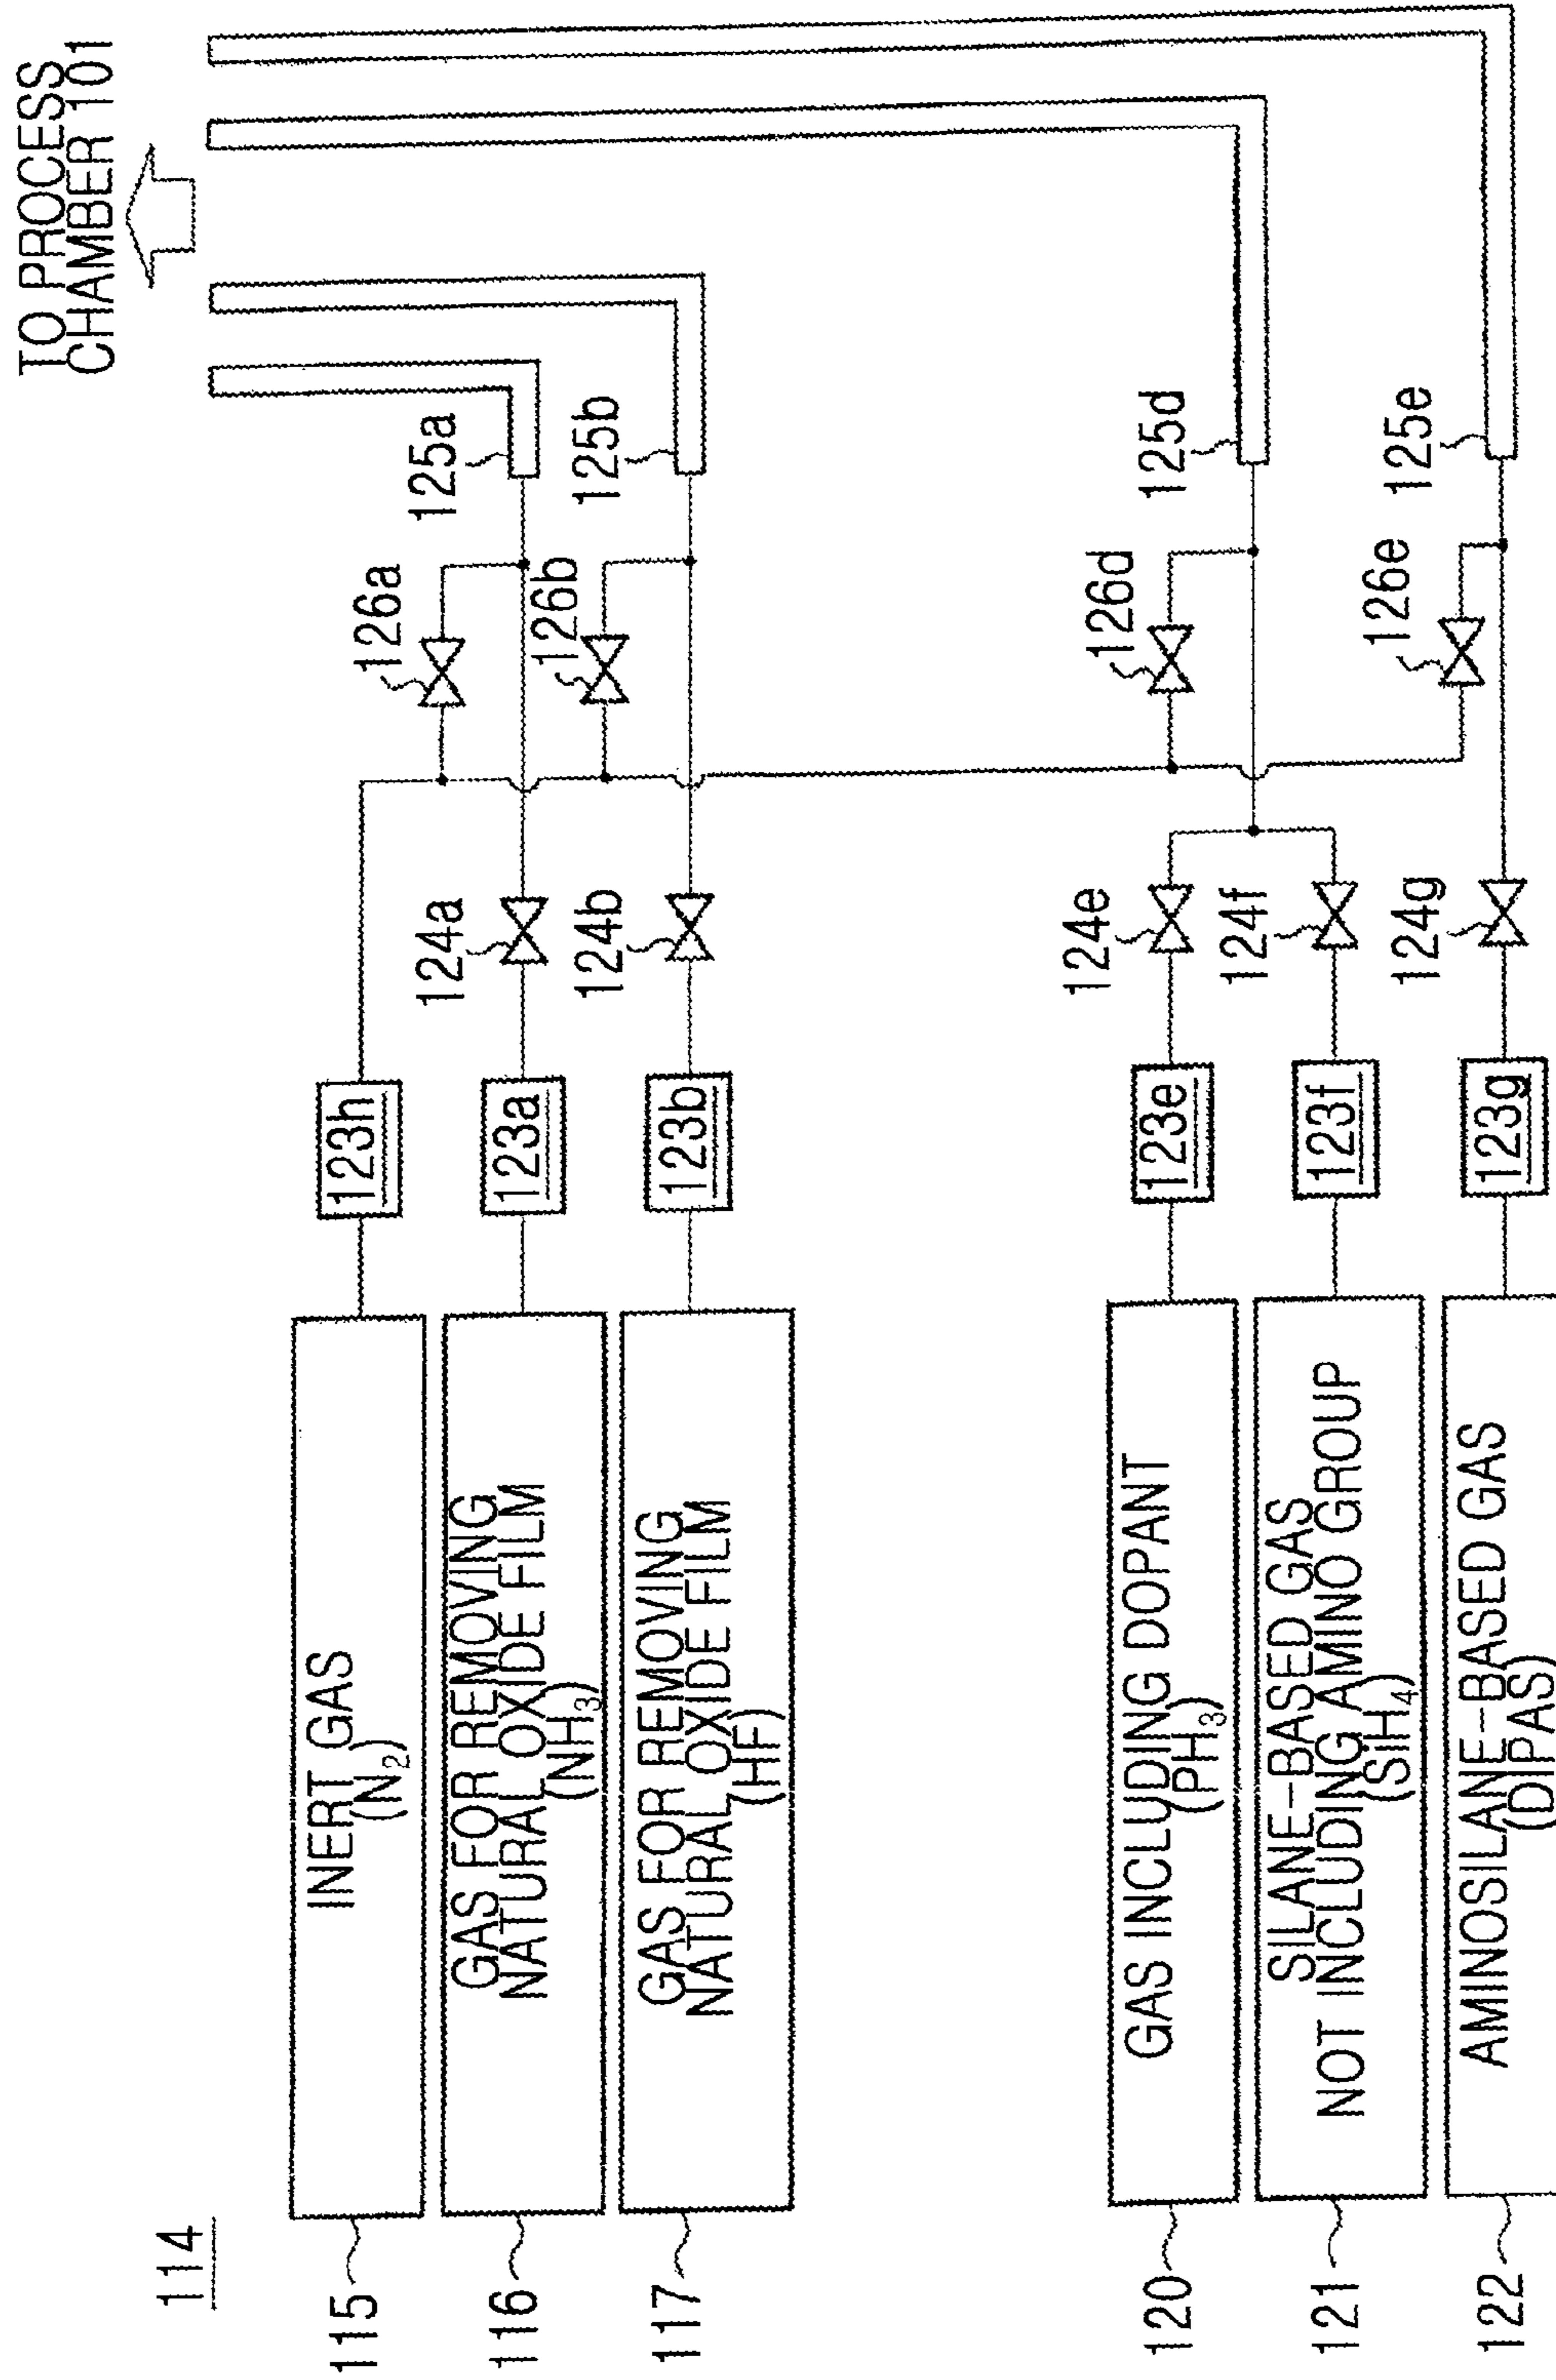 114
TO PROCESS
CHAMBER 101
115
INERT GAS
(N₂)
123h
116
GAS FOR REMOVING
NATURAL OXIDE FILM
(NH₃)
123a
124a
126a
125a
117
GAS FOR REMOVING
NATURAL OXIDE FILM
(HF)
123b
124b
126b
125b
120
GAS INCLUDING DOPANT
(PH₃)
123e
124e
126d
125d
121
SILANE-BASED GAS
NOT INCLUDING AMINO GROUP
(SiH₄)
123f
124f
122
AMINOSILANE-BASED GAS
(DIPAS)
123g
124g
126e
125e